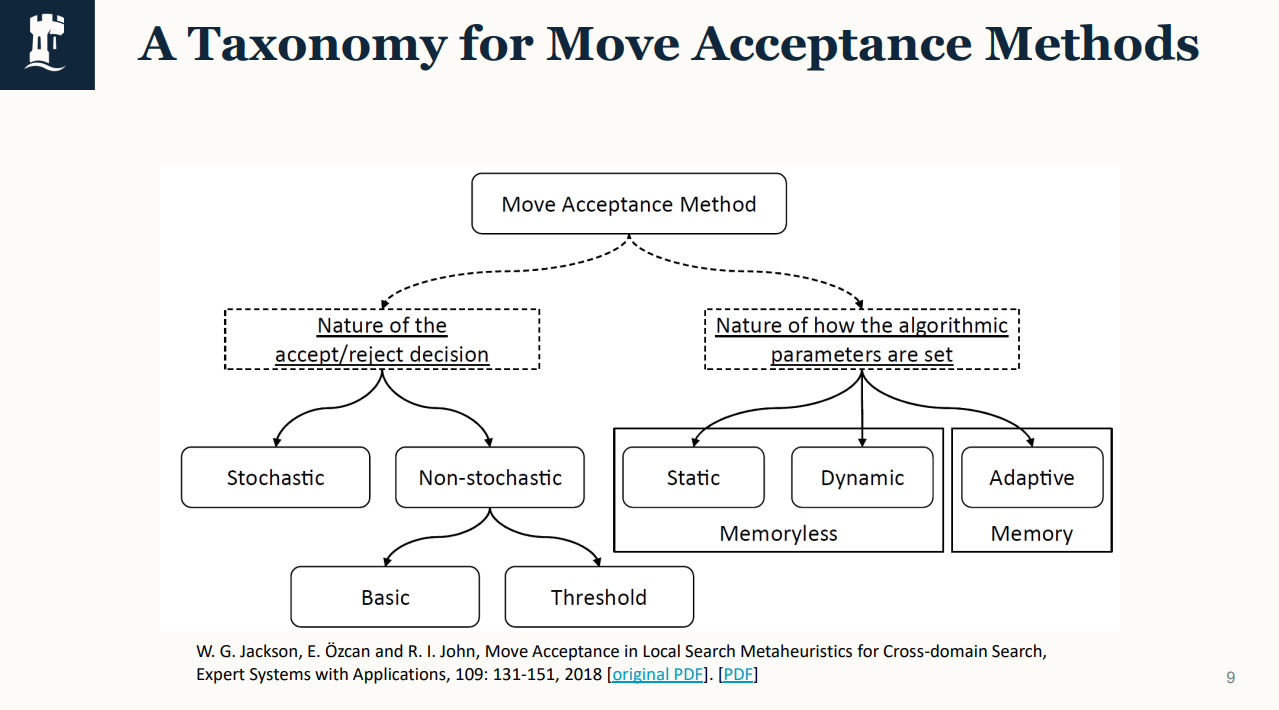 A Taxonomy for Move Acceptance Methods
Move Acceptance Method
Nature of the
accept/reject decision
Nature of how the algorithmic
parameters are set
Stochastic
Non-stochastic
Static
Dynamic
Adaptive
Memoryless
Memory
Basic
Threshold
W. G. Jackson, E. Özcan and R. I. John, Move Acceptance in Local Search Metaheuristics for Cross-domain Search,
Expert Systems with Applications, 109: 131-151, 2018 [original PDF]. [PDF]
9